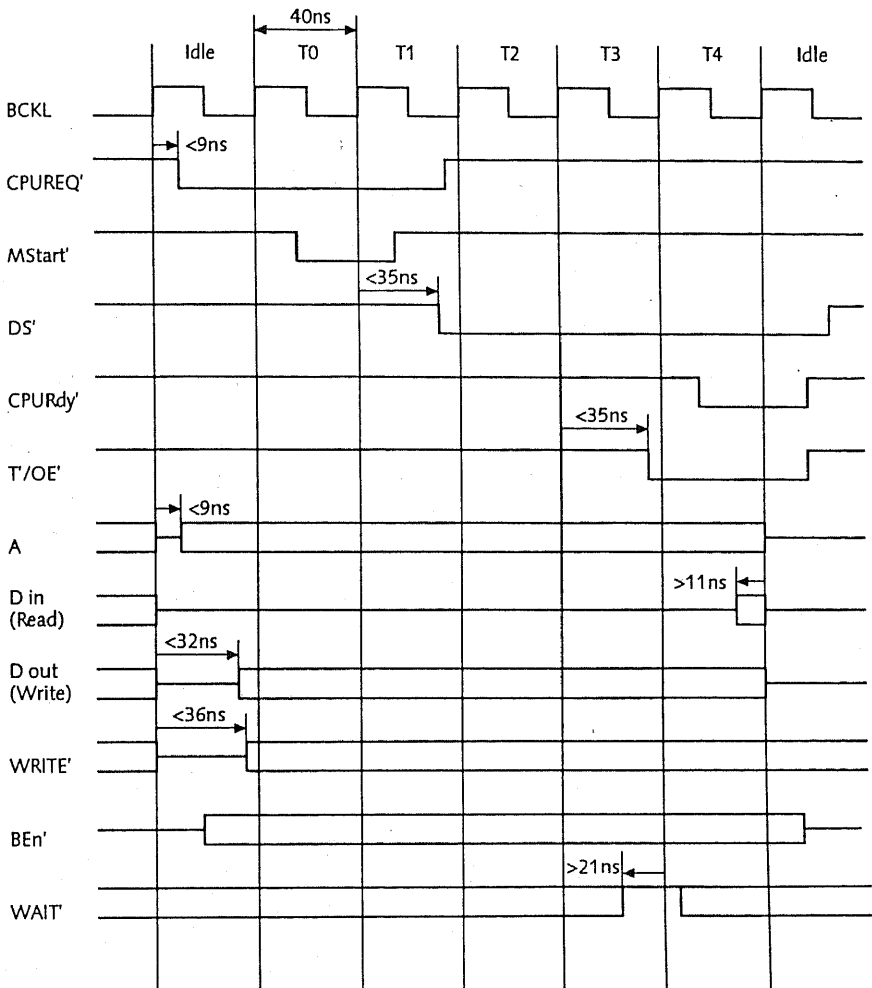 40ns
Idle T0 T1 T2 T3 T4 Idle
BCKL
<9ns
CPUREQ'
MStart'
<35ns
DS'
CPURdy'
<35ns
T'/OE'
<9ns
A
>11ns
D in
(Read)
<32ns
D out
(Write)
<36ns
WRITE'
BEn'
>21ns
WAIT'